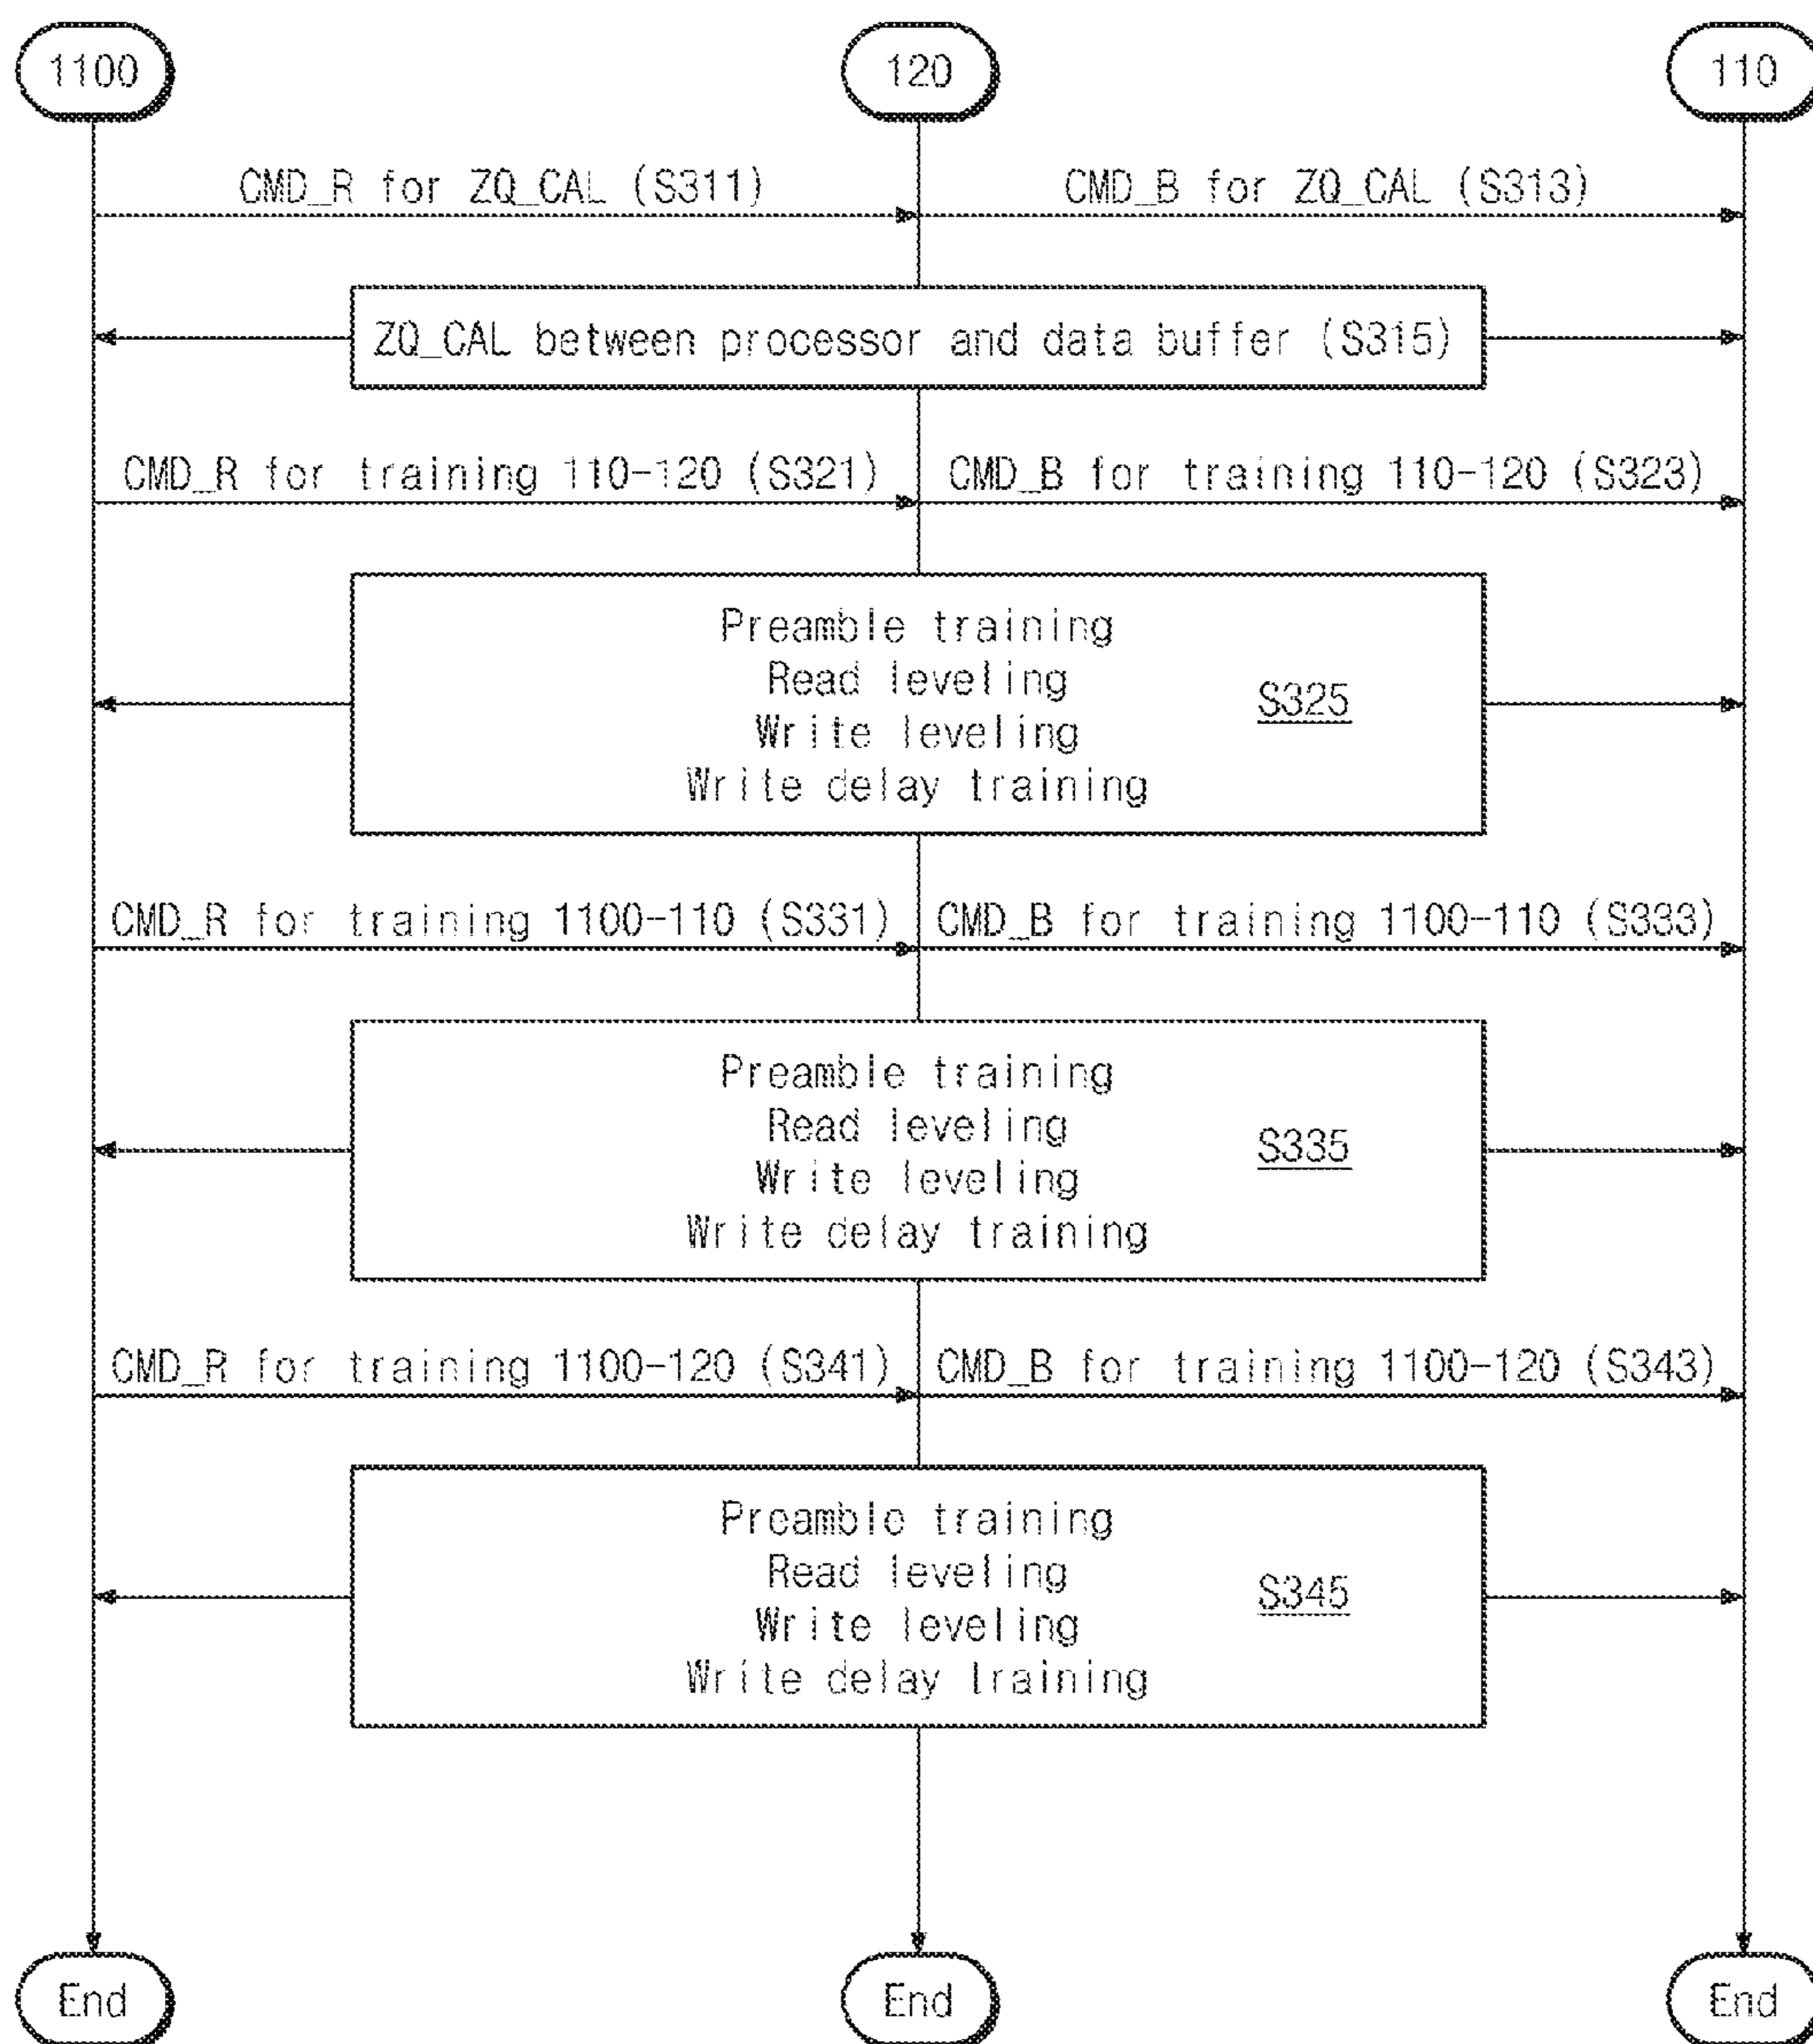 1100
120
110
CMD_R for ZQ_CAL (S311)
CMD_B for ZQ_CAL (S313)
ZQ_CAL between processor and data buffer (S315)
CMD_R for training 110-120 (S321)
CMD_B for training 110-120 (S323)
Preamble training
Read leveling
Write leveling
Write delay training
S325
CMD_R for training 1100-110 (S331)
CMD_B for training 1100-110 (S333)
Preamble training
Read leveling
Write leveling
Write delay training
S335
CMD_R for training 1100-120 (S341)
CMD_B for training 1100-120 (S343)
Preamble training
Read leveling
Write leveling
Write delay training
S345
End
End
End